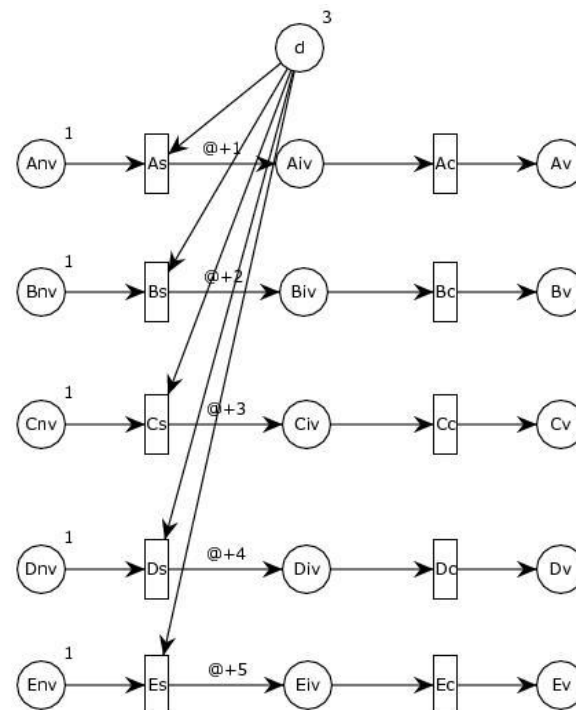 3
d
1
Anv As @+1 Aiv Ac Av
1
Bnv Bs @+2 Biv Bc Bv
1
Cnv Cs @+3 Civ Cc Cv
1
Dnv Ds @+4 Div Dc Dv
1
Env Es @+5 Eiv Ec Ev